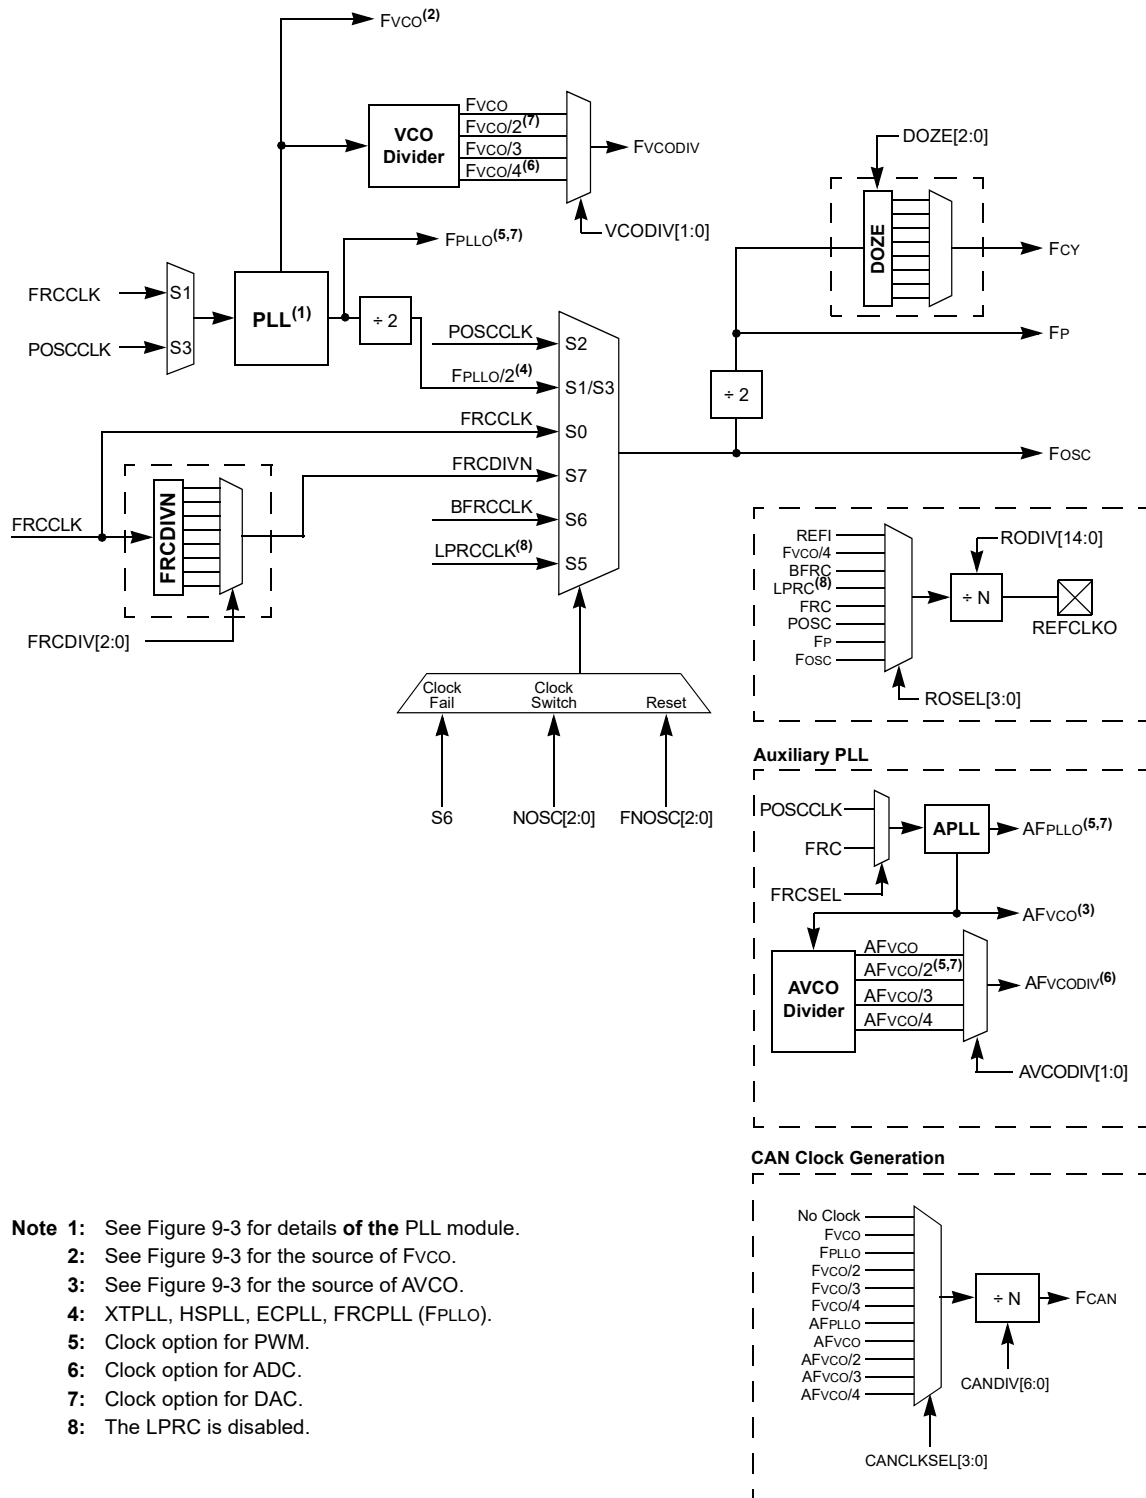 FVCO(2)
VCO
Divider
FVCO
FVCO/2(7)
FVCO/3
FVCO/4(6)
FVCODIV
VCODIV[1:0]
DOZE[2:0]
DOZE
FCY
FP
÷ 2
FOSC
FPLLO(5,7)
FRCCLK
POSCCLK
S1
S3
PLL(1)
÷ 2
POSCCLK
S2
FPLLO/2(4)
S1/S3
FRCCLK
S0
FRCDIVN
S7
BFRCCLK
S6
LPRCCLK(8)
S5
FRCCLK
FRCDIVN
FRCDIV[2:0]
Clock
Fail
Clock
Switch
Reset
S6
NOSC[2:0]
FNOSC[2:0]
REFI
FVCO/4
BFRC
LPRC(8)
FRC
POSC
FP
FOSC
RODIV[14:0]
÷ N
REFCLKO
ROSEL[3:0]
Auxiliary PLL
POSCCLK
FRC
FRCSEL
APLL
AFPLLO(5,7)
AFVCO(3)
AVCO
Divider
AFVCO
AFVCO/2(5,7)
AFVCO/3
AFVCO/4
AFVCODIV(6)
AVCODIV[1:0]
CAN Clock Generation
No Clock
FVCO
FPLLO
FVCO/2
FVCO/3
FVCO/4
AFPLLO
AFVCO
AFVCO/2
AFVCO/3
AFVCO/4
÷ N
FCAN
CANDIV[6:0]
CANCLKSEL[3:0]
Note 1: See Figure 9-3 for details of the PLL module.
2: See Figure 9-3 for the source of FVCO.
3: See Figure 9-3 for the source of AVCO.
4: XTPLL, HSPLL, ECPLL, FRCPLL (FPLLO).
5: Clock option for PWM.
6: Clock option for ADC.
7: Clock option for DAC.
8: The LPRC is disabled.